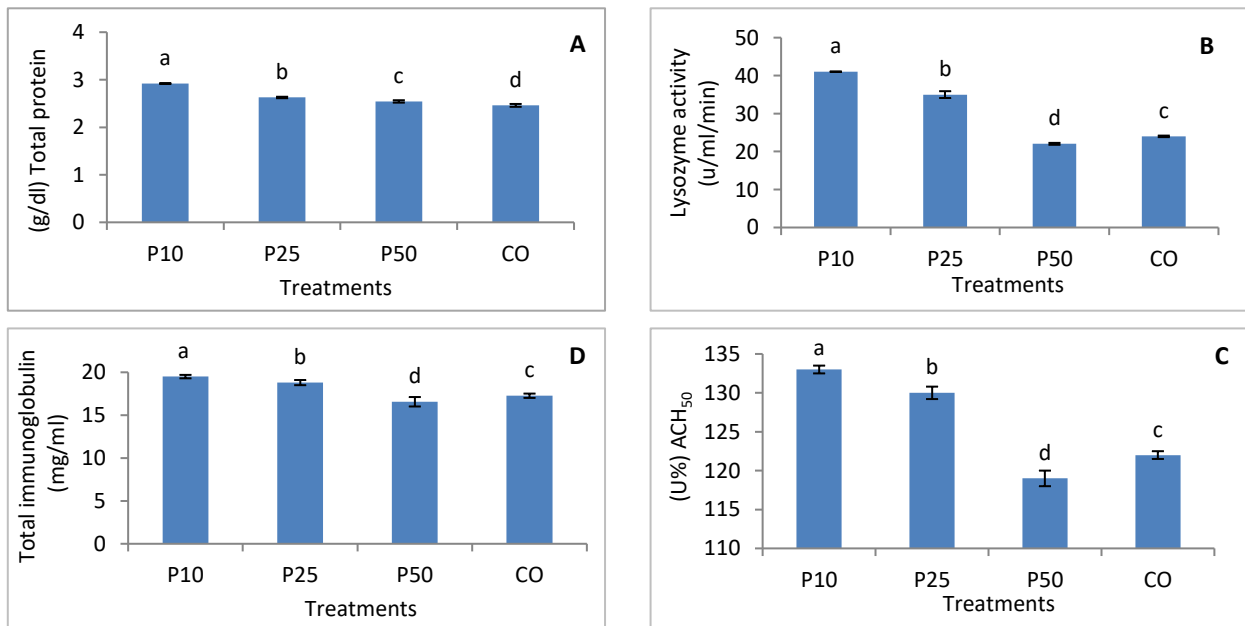 A
(g/dl) Total protein
4
3
2
1
0
a
b
c
d
P10 P25 P50 CO
Treatments
B
Lysozyme activity
(u/ml/min)
50
40
30
20
10
0
a
b
d
c
P10 P25 P50 CO
Treatments
D
Total immunoglobulin
(mg/ml)
20
15
10
5
0
a
b
d
c
P10 P25 P50 CO
Treatments
C
(U%) ACH₅₀
135
130
125
120
115
110
a
b
d
c
P10 P25 P50 CO
Treatments